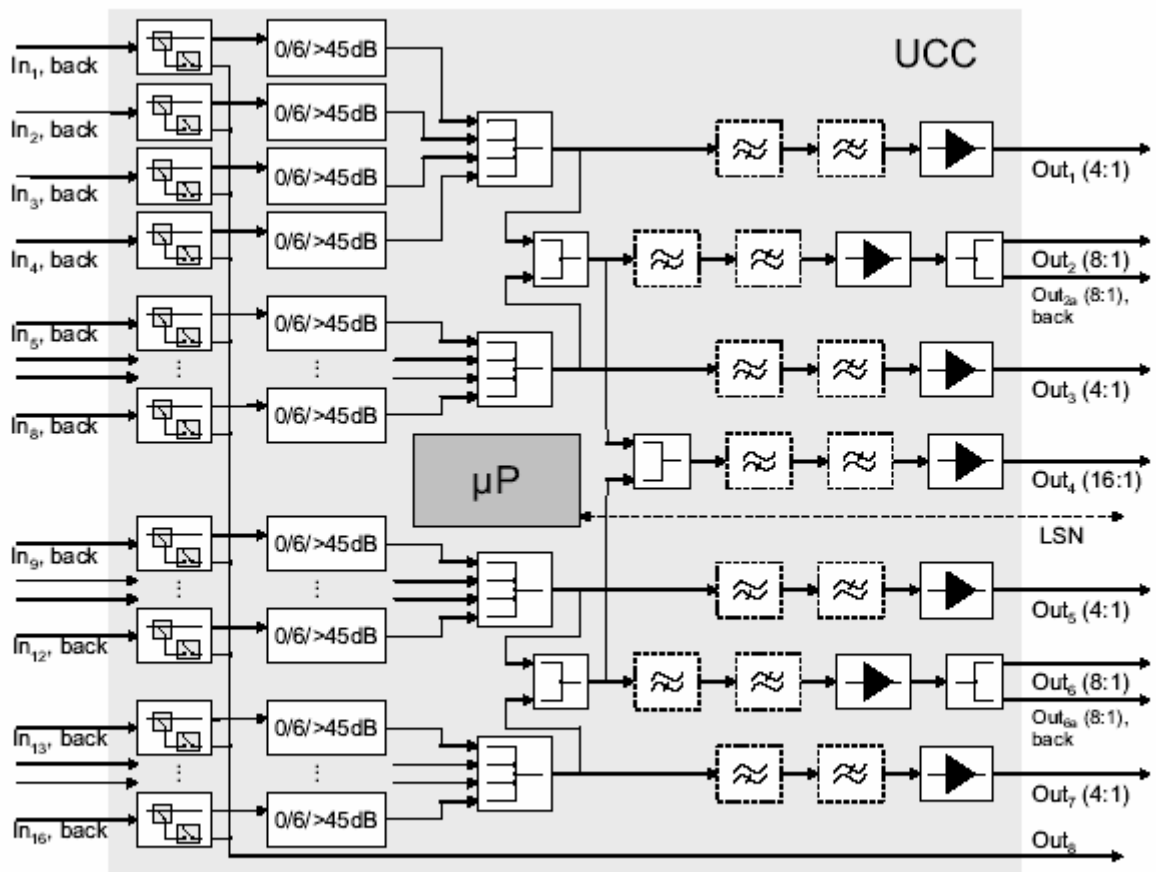 UCC
In₁, back
0/6/>45dB
In₂, back
0/6/>45dB
In₃, back
0/6/>45dB
In₄, back
0/6/>45dB
Out₁ (4:1)
Out₂ (8:1)
Out₂ₐ (8:1),
back
In₅, back
0/6/>45dB
⋮
⋮
In₈, back
0/6/>45dB
Out₃ (4:1)
µP
Out₄ (16:1)
LSN
In₉, back
0/6/>45dB
⋮
⋮
In₁₂, back
0/6/>45dB
Out₅ (4:1)
Out₆ (8:1)
Out₆ₐ (8:1),
back
In₁₃, back
0/6/>45dB
⋮
⋮
In₁₆, back
0/6/>45dB
Out₇ (4:1)
Out₈